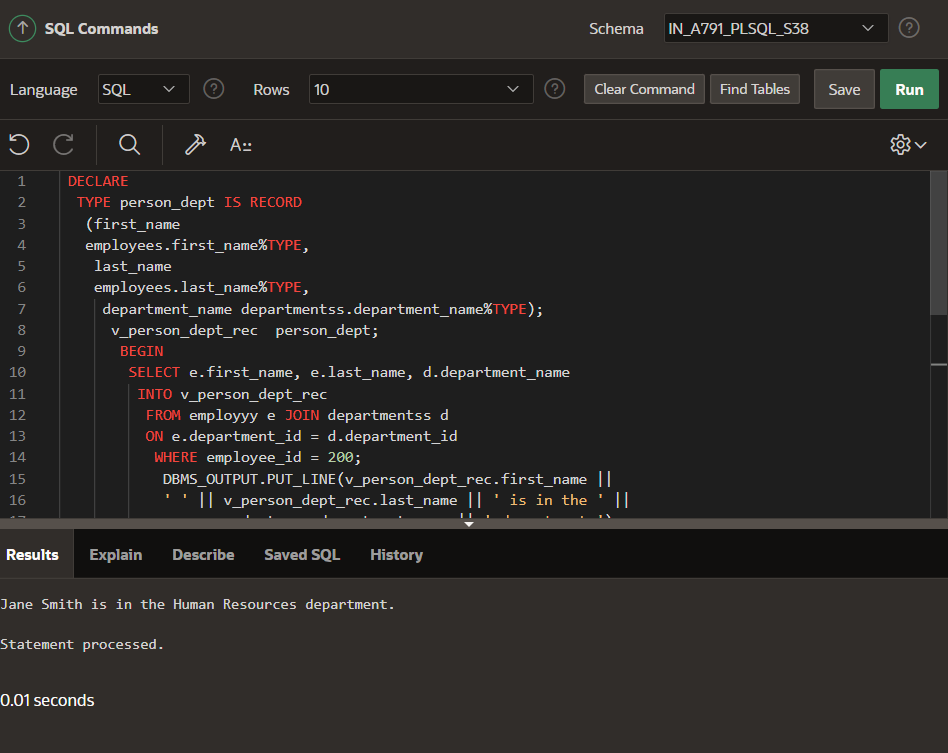 SQL Commands
Schema IN_A791_PLSQL_S38 ?
Language SQL ? Rows 10 ? Clear Command Find Tables Save Run
A::
1 DECLARE
2 TYPE person_dept IS RECORD
3 (first_name
4 employees.first_name%TYPE,
5 last_name
6 employees.last_name%TYPE,
7 department_name departmentss.department_name%TYPE);
8 v_person_dept_rec  person_dept;
9 BEGIN
10 SELECT e.first_name, e.last_name, d.department_name
11 INTO v_person_dept_rec
12 FROM employyy e JOIN departmentss d
13 ON e.department_id = d.department_id
14 WHERE employee_id = 200;
15 DBMS_OUTPUT.PUT_LINE(v_person_dept_rec.first_name ||
16 ' ' || v_person_dept_rec.last_name || ' is in the ' ||
Results Explain Describe Saved SQL History
Jane Smith is in the Human Resources department.
Statement processed.
0.01 seconds